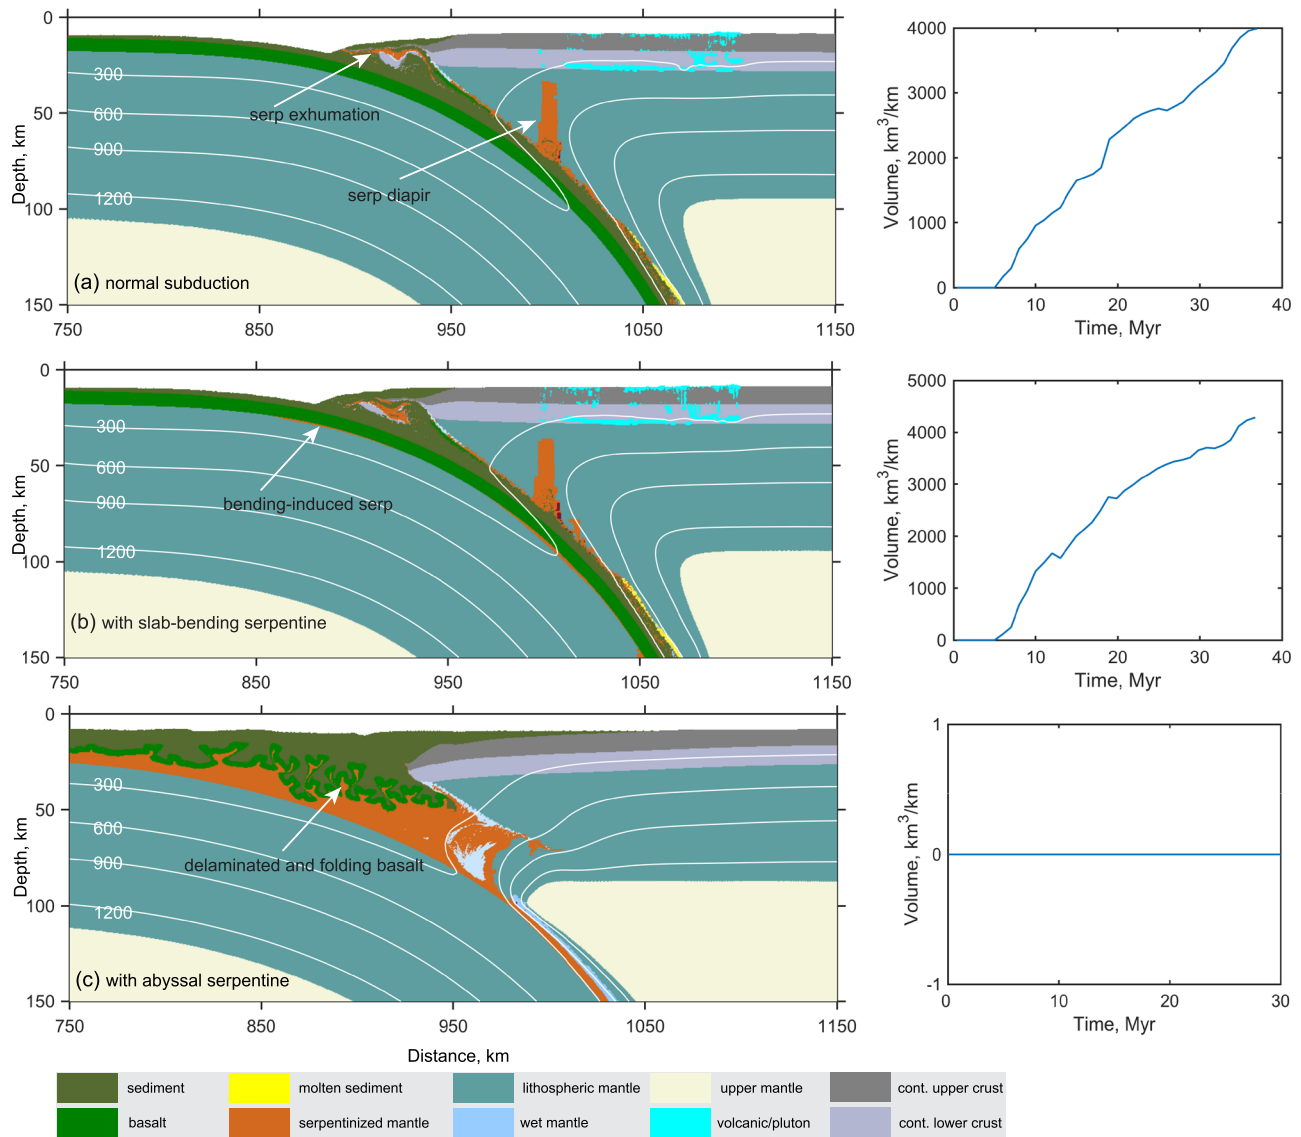 0
50
100
150
Depth, km
300
600
900
1200
serp exhumation
serp diapir
(a) normal subduction
750
850
950
1050
1150
4000
3000
2000
1000
0
Volume, km³/km
10
20
30
40
Time, Myr
0
50
100
150
Depth, km
300
600
900
1200
bending-induced serp
(b) with slab-bending serpentine
750
850
950
1050
1150
5000
4000
3000
2000
1000
0
Volume, km³/km
0
10
20
30
40
Time, Myr
0
50
100
150
Depth, km
300
600
900
1200
delaminated and folding basalt
(c) with abyssal serpentine
750
850
950
1050
1150
Distance, km
1
0
-1
Volume, km³/km
0
10
20
30
Time, Myr
sediment
molten sediment
lithospheric mantle
upper mantle
cont. upper crust
basalt
serpentinized mantle
wet mantle
volcanic/pluton
cont. lower crust